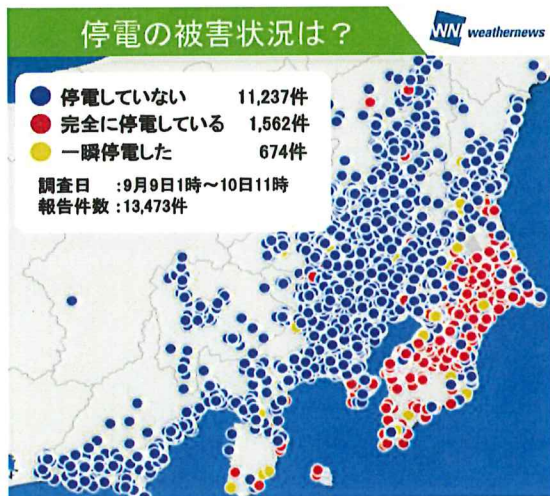 停電の被害状況は？
WN weathernews
停電していない 11,237件
完全に停電している 1,562件
一瞬停電した 674件
調査日 :9月9日1時～10日11時
報告件数 :13,473件